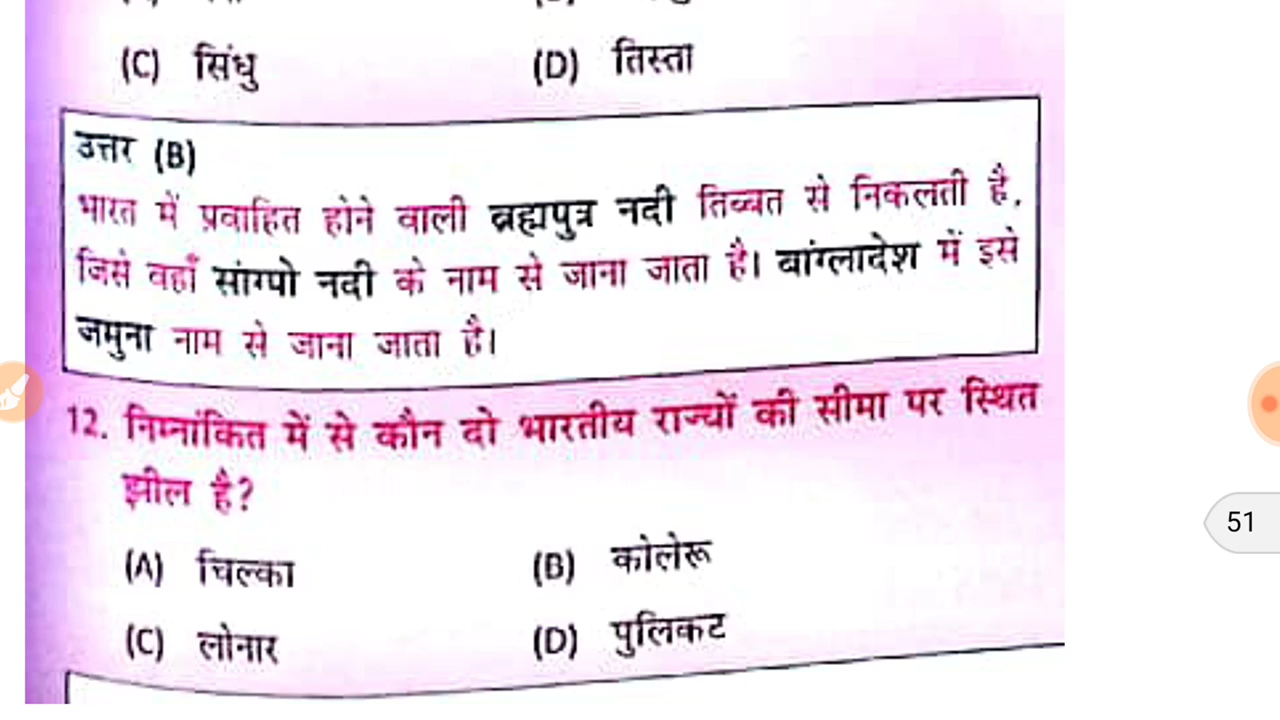 (C) सिंधु (D) तिस्ता
उत्तर (B)
भारत में प्रवाहित होने वाली ब्रह्मपुत्र नदी तिब्बत से निकलती है,
जिसे वहाँ सांग्पो नदी के नाम से जाना जाता है। बांग्लादेश में इसे
जमुना नाम से जाना जाता है।
12. निम्नांकित में से कौन दो भारतीय राज्यों की सीमा पर स्थित
झील है?
(A) चिल्का (B) कोलेरू
(C) लोनार (D) पुलिकट
51